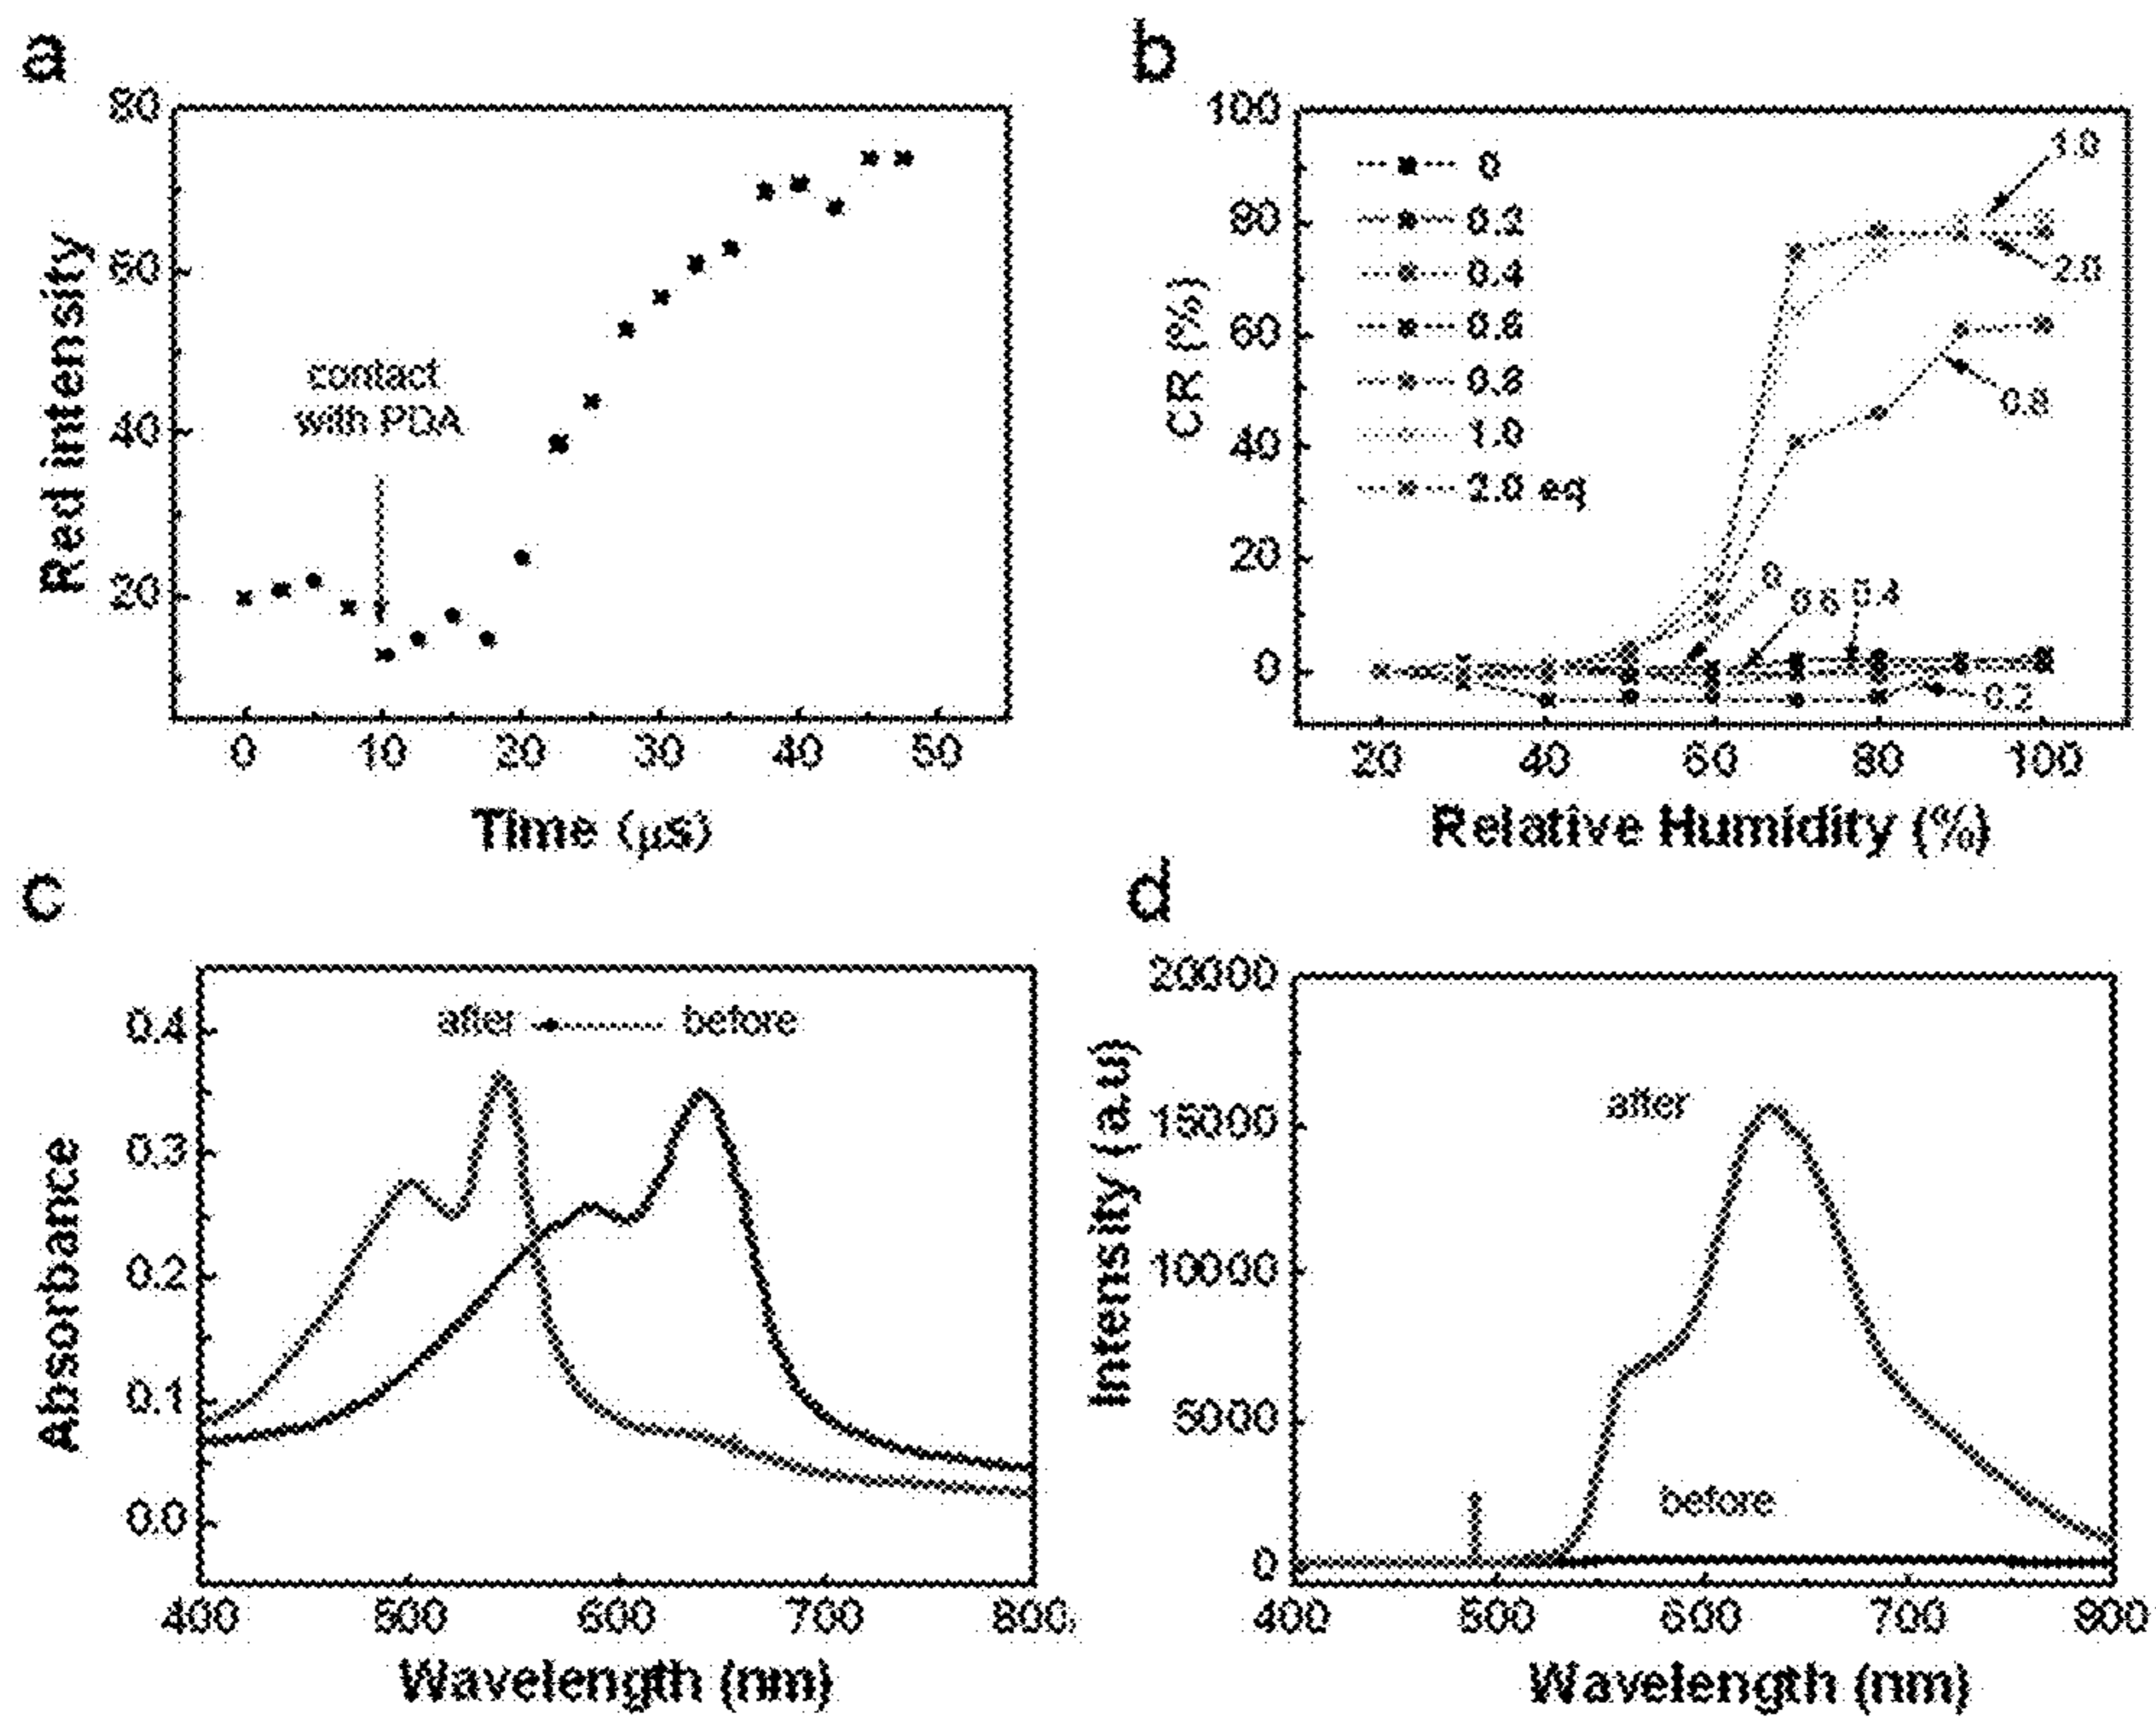 a
80
60
40
20
Red intensity
contact
with PDA
0 10 20 30 40 50
Time (μs)
b
100
80
60
40
20
0
CR (%)
0
0.2
0.4
0.6
0.8
1.0
2.0 eq
1.0
2.0
0.8
0
0.6
0.4
0.2
20 40 60 80 100
Relative Humidity (%)
c
0.4
0.3
0.2
0.1
0.0
Absorbance
after before
400 500 600 700 800
Wavelength (nm)
d
20000
15000
10000
5000
0
Intensity (a.u)
after
before
400 500 600 700 800
Wavelength (nm)